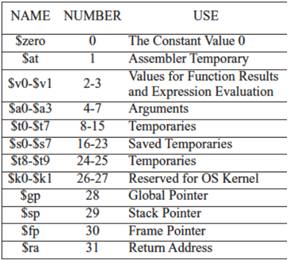 NAME NUMBER USE
$zero 0 The Constant Value 0
$at 1 Assembler Temporary
$v0-$v1 2-3 Values for Function Results
and Expression Evaluation
$a0-$a3 4-7 Arguments
$t0-$t7 8-15 Temporaries
$s0-$s7 16-23 Saved Temporaries
$t8-$t9 24-25 Temporaries
$k0-$k1 26-27 Reserved for OS Kernel
$gp 28 Global Pointer
$sp 29 Stack Pointer
$fp 30 Frame Pointer
$ra 31 Return Address